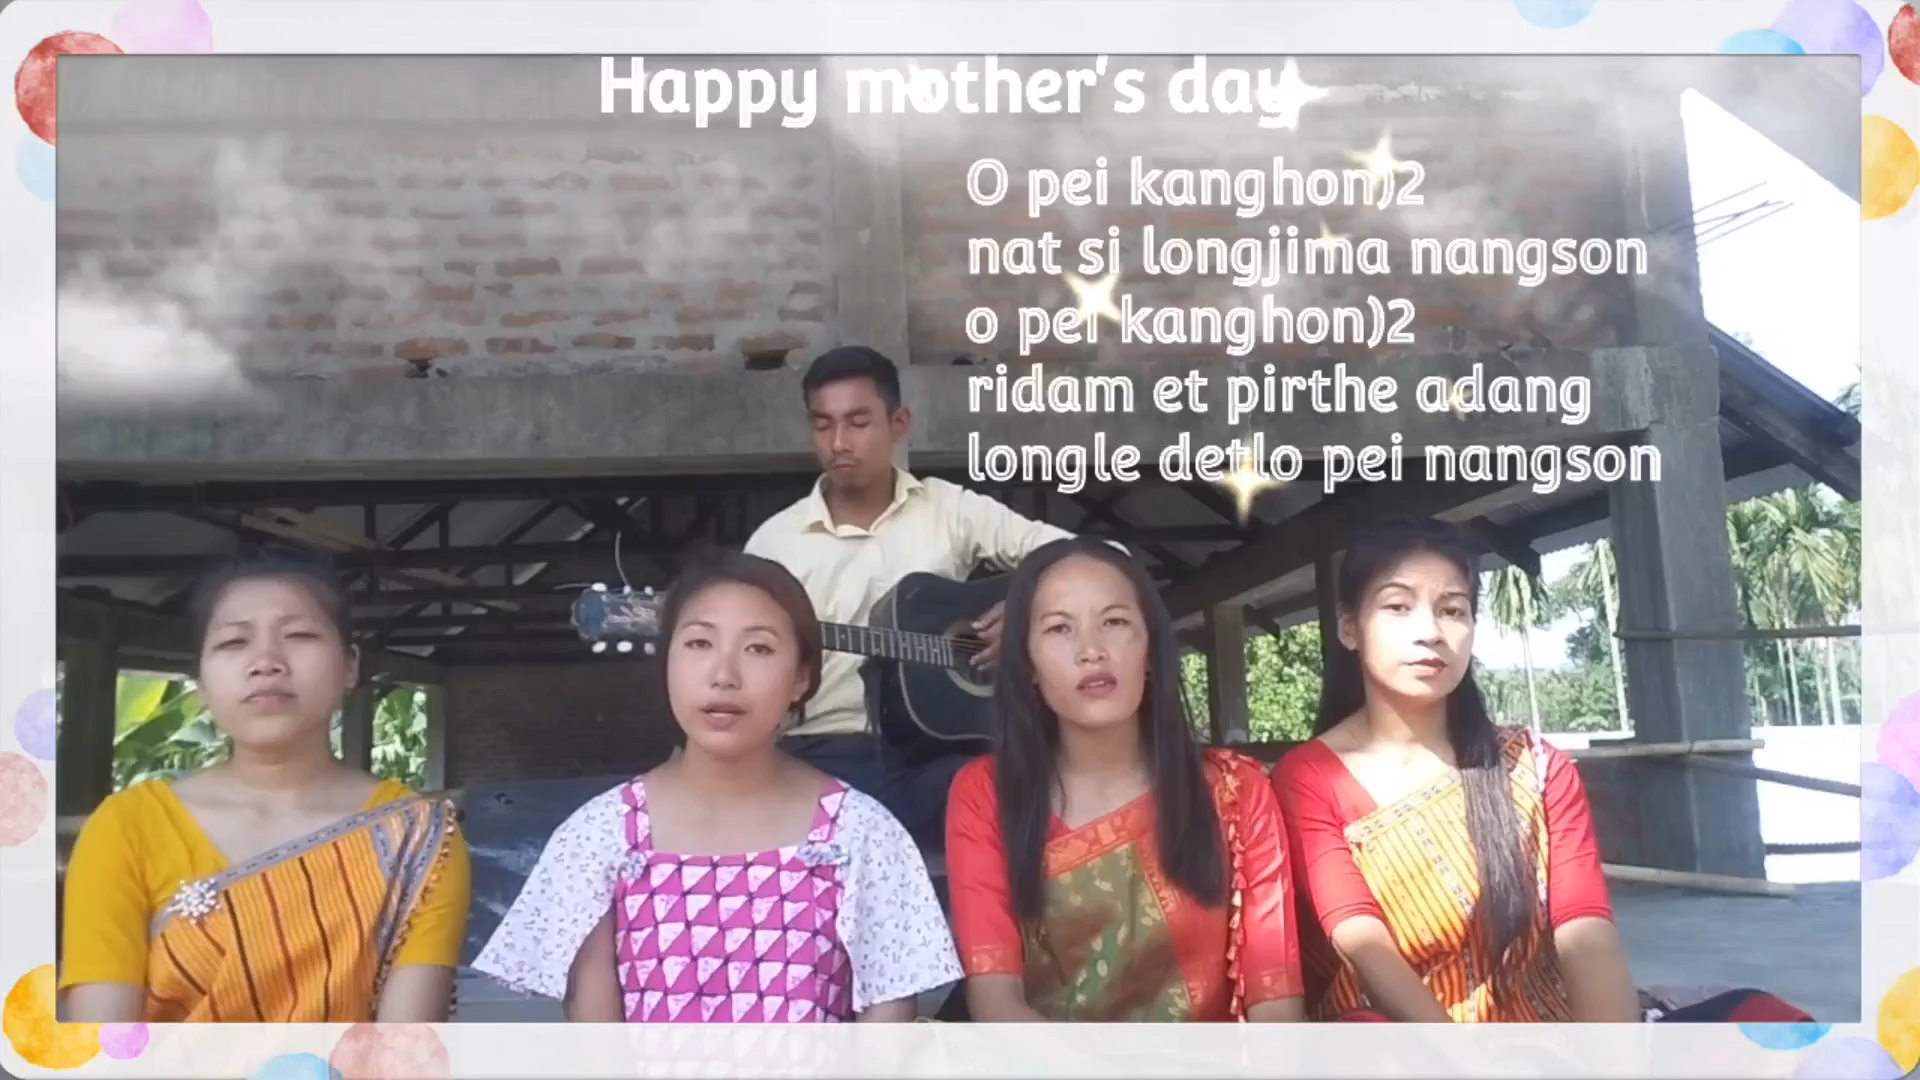 Happy mother's day
O pei kanghon)2
nat si longjima nangson
o pei kanghon)2
ridam et pirthe adang
longle detlo pei nangson